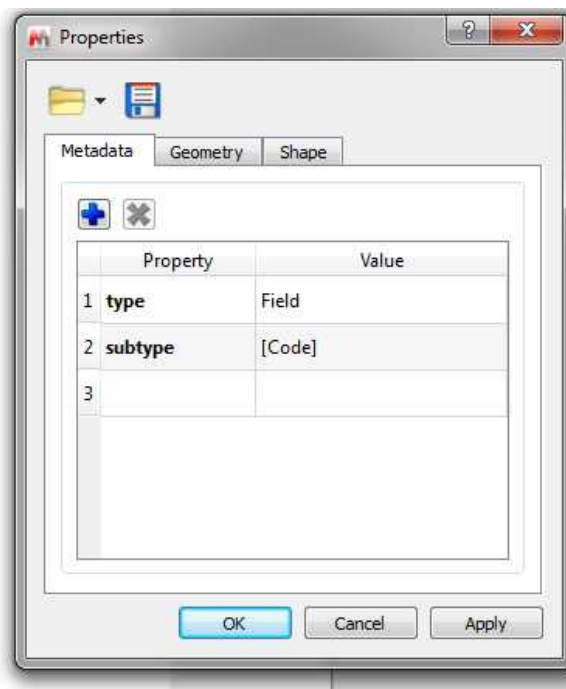 Properties
?
Metadata Geometry Shape
Property Value
1 type Field
2 subtype [Code]
3
OK Cancel Apply